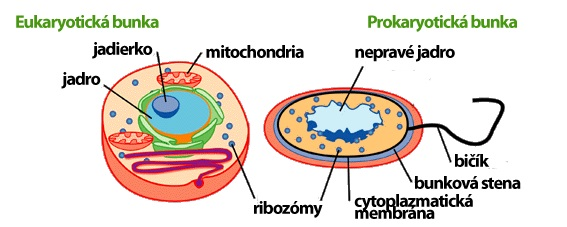 Eukaryotická bunka
Prokaryotická bunka
jadierko
mitochondria
nepravé jadro
jadro
bičík
bunková stena
ribozómy
cytoplazmatická
membrána